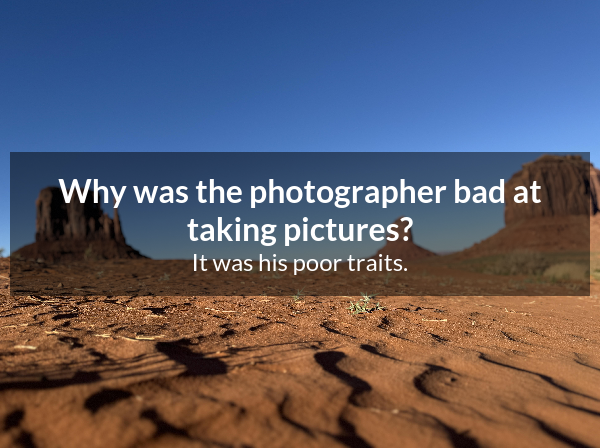 Why was the photographer bad at
taking pictures?
It was his poor traits.